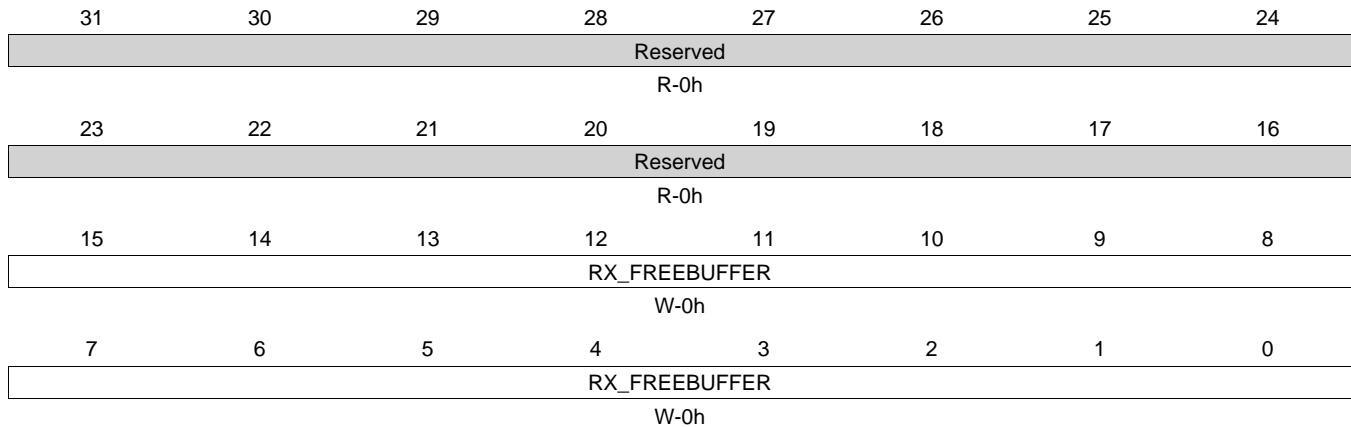 31 30 29 28 27 26 25 24
Reserved
R-0h
23 22 21 20 19 18 17 16
Reserved
R-0h
15 14 13 12 11 10 9 8
RX_FREEBUFFER
W-0h
7 6 5 4 3 2 1 0
RX_FREEBUFFER
W-0h